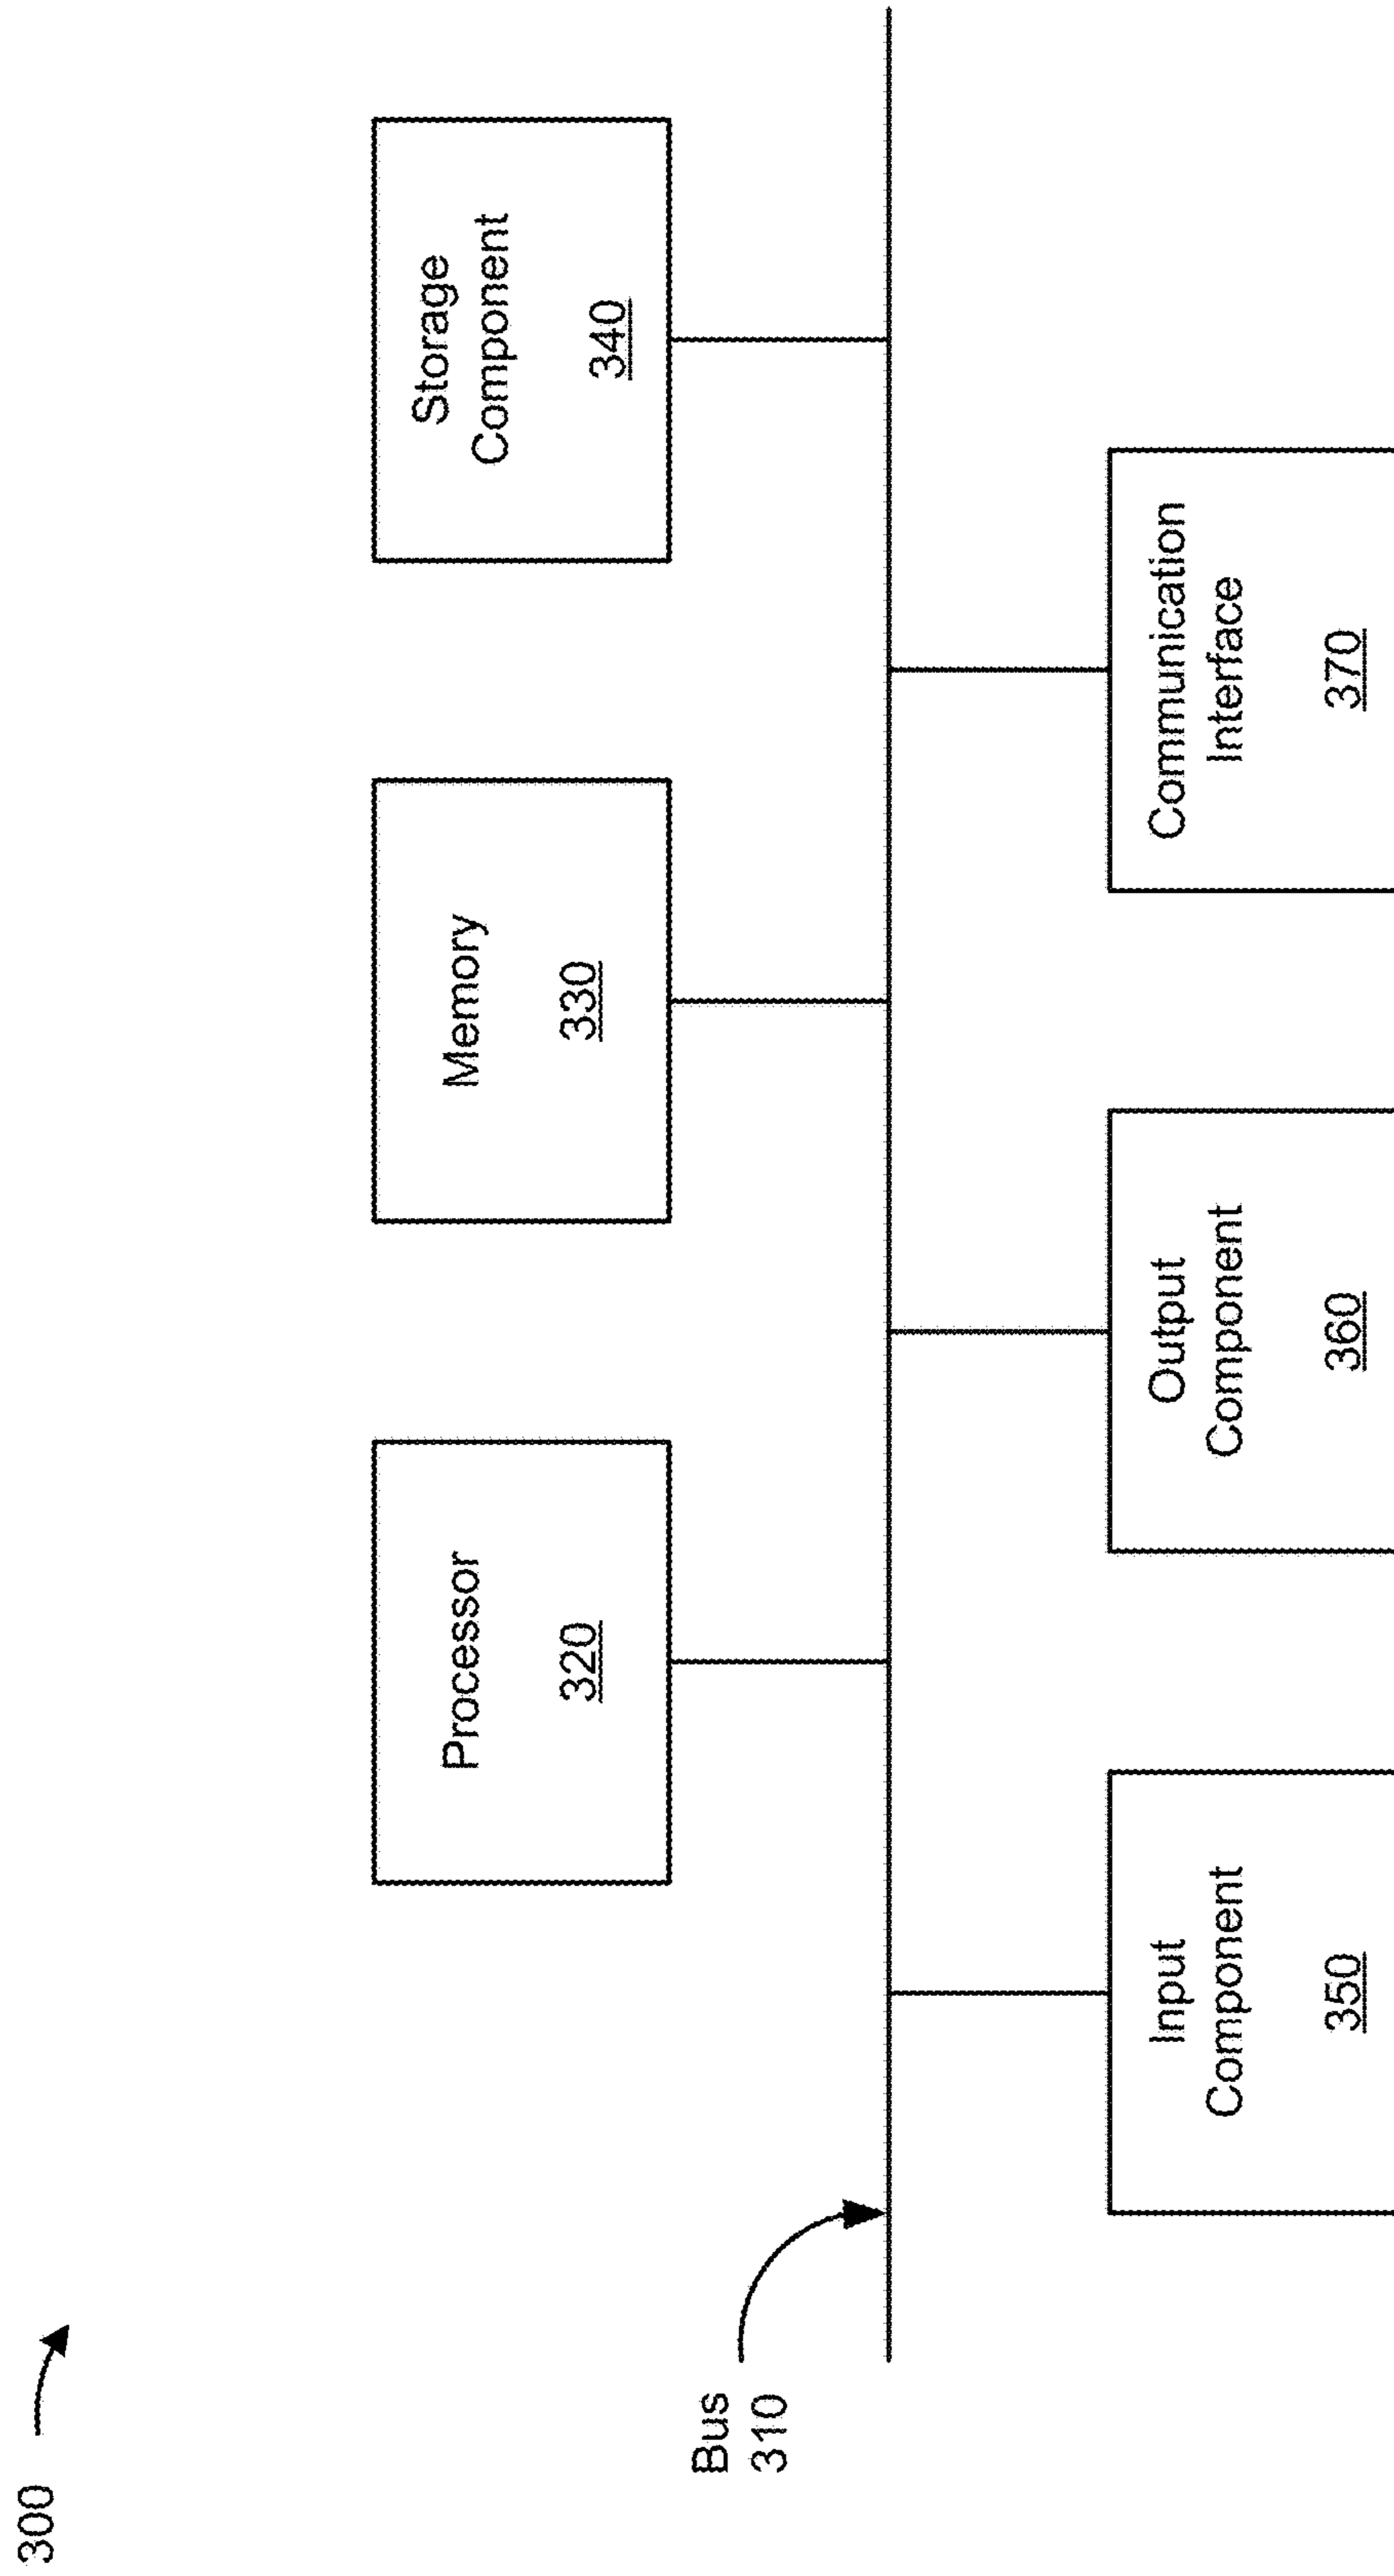 300
Processor
320
Memory
330
Storage
Component
340
Bus
310
Input
Component
350
Output
Component
360
Communication
Interface
370